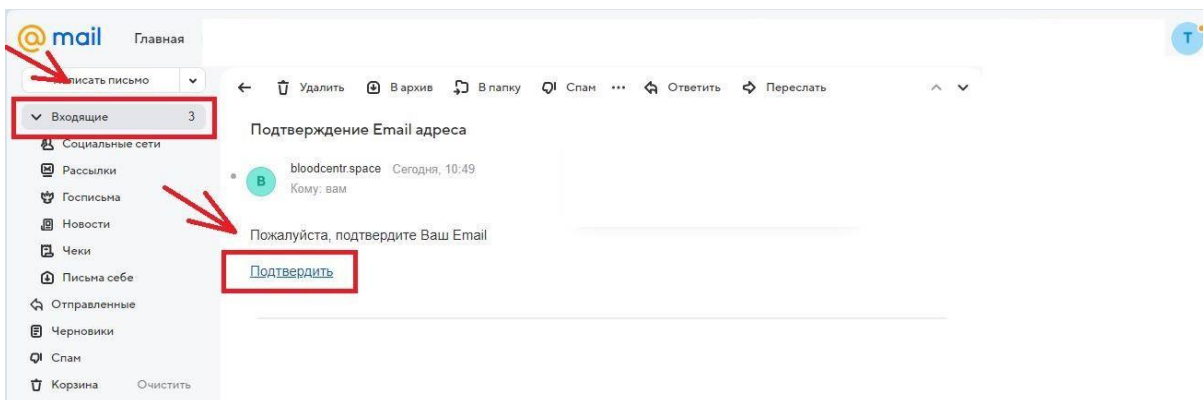 @mail Главная
T
Написать письмо
Входящие 3
Социальные сети
Рассылки
Госписьма
Новости
Чеки
Письма себе
Отправленные
Черновики
Спам
Корзина Очистить
Удалить В архив В папку Спам ••• Ответить Переслать
Подтверждение Email адреса
B
bloodcentr.space Сегодня, 10:49
Кому: вам
Пожалуйста, подтвердите Ваш Email
Подтвердить